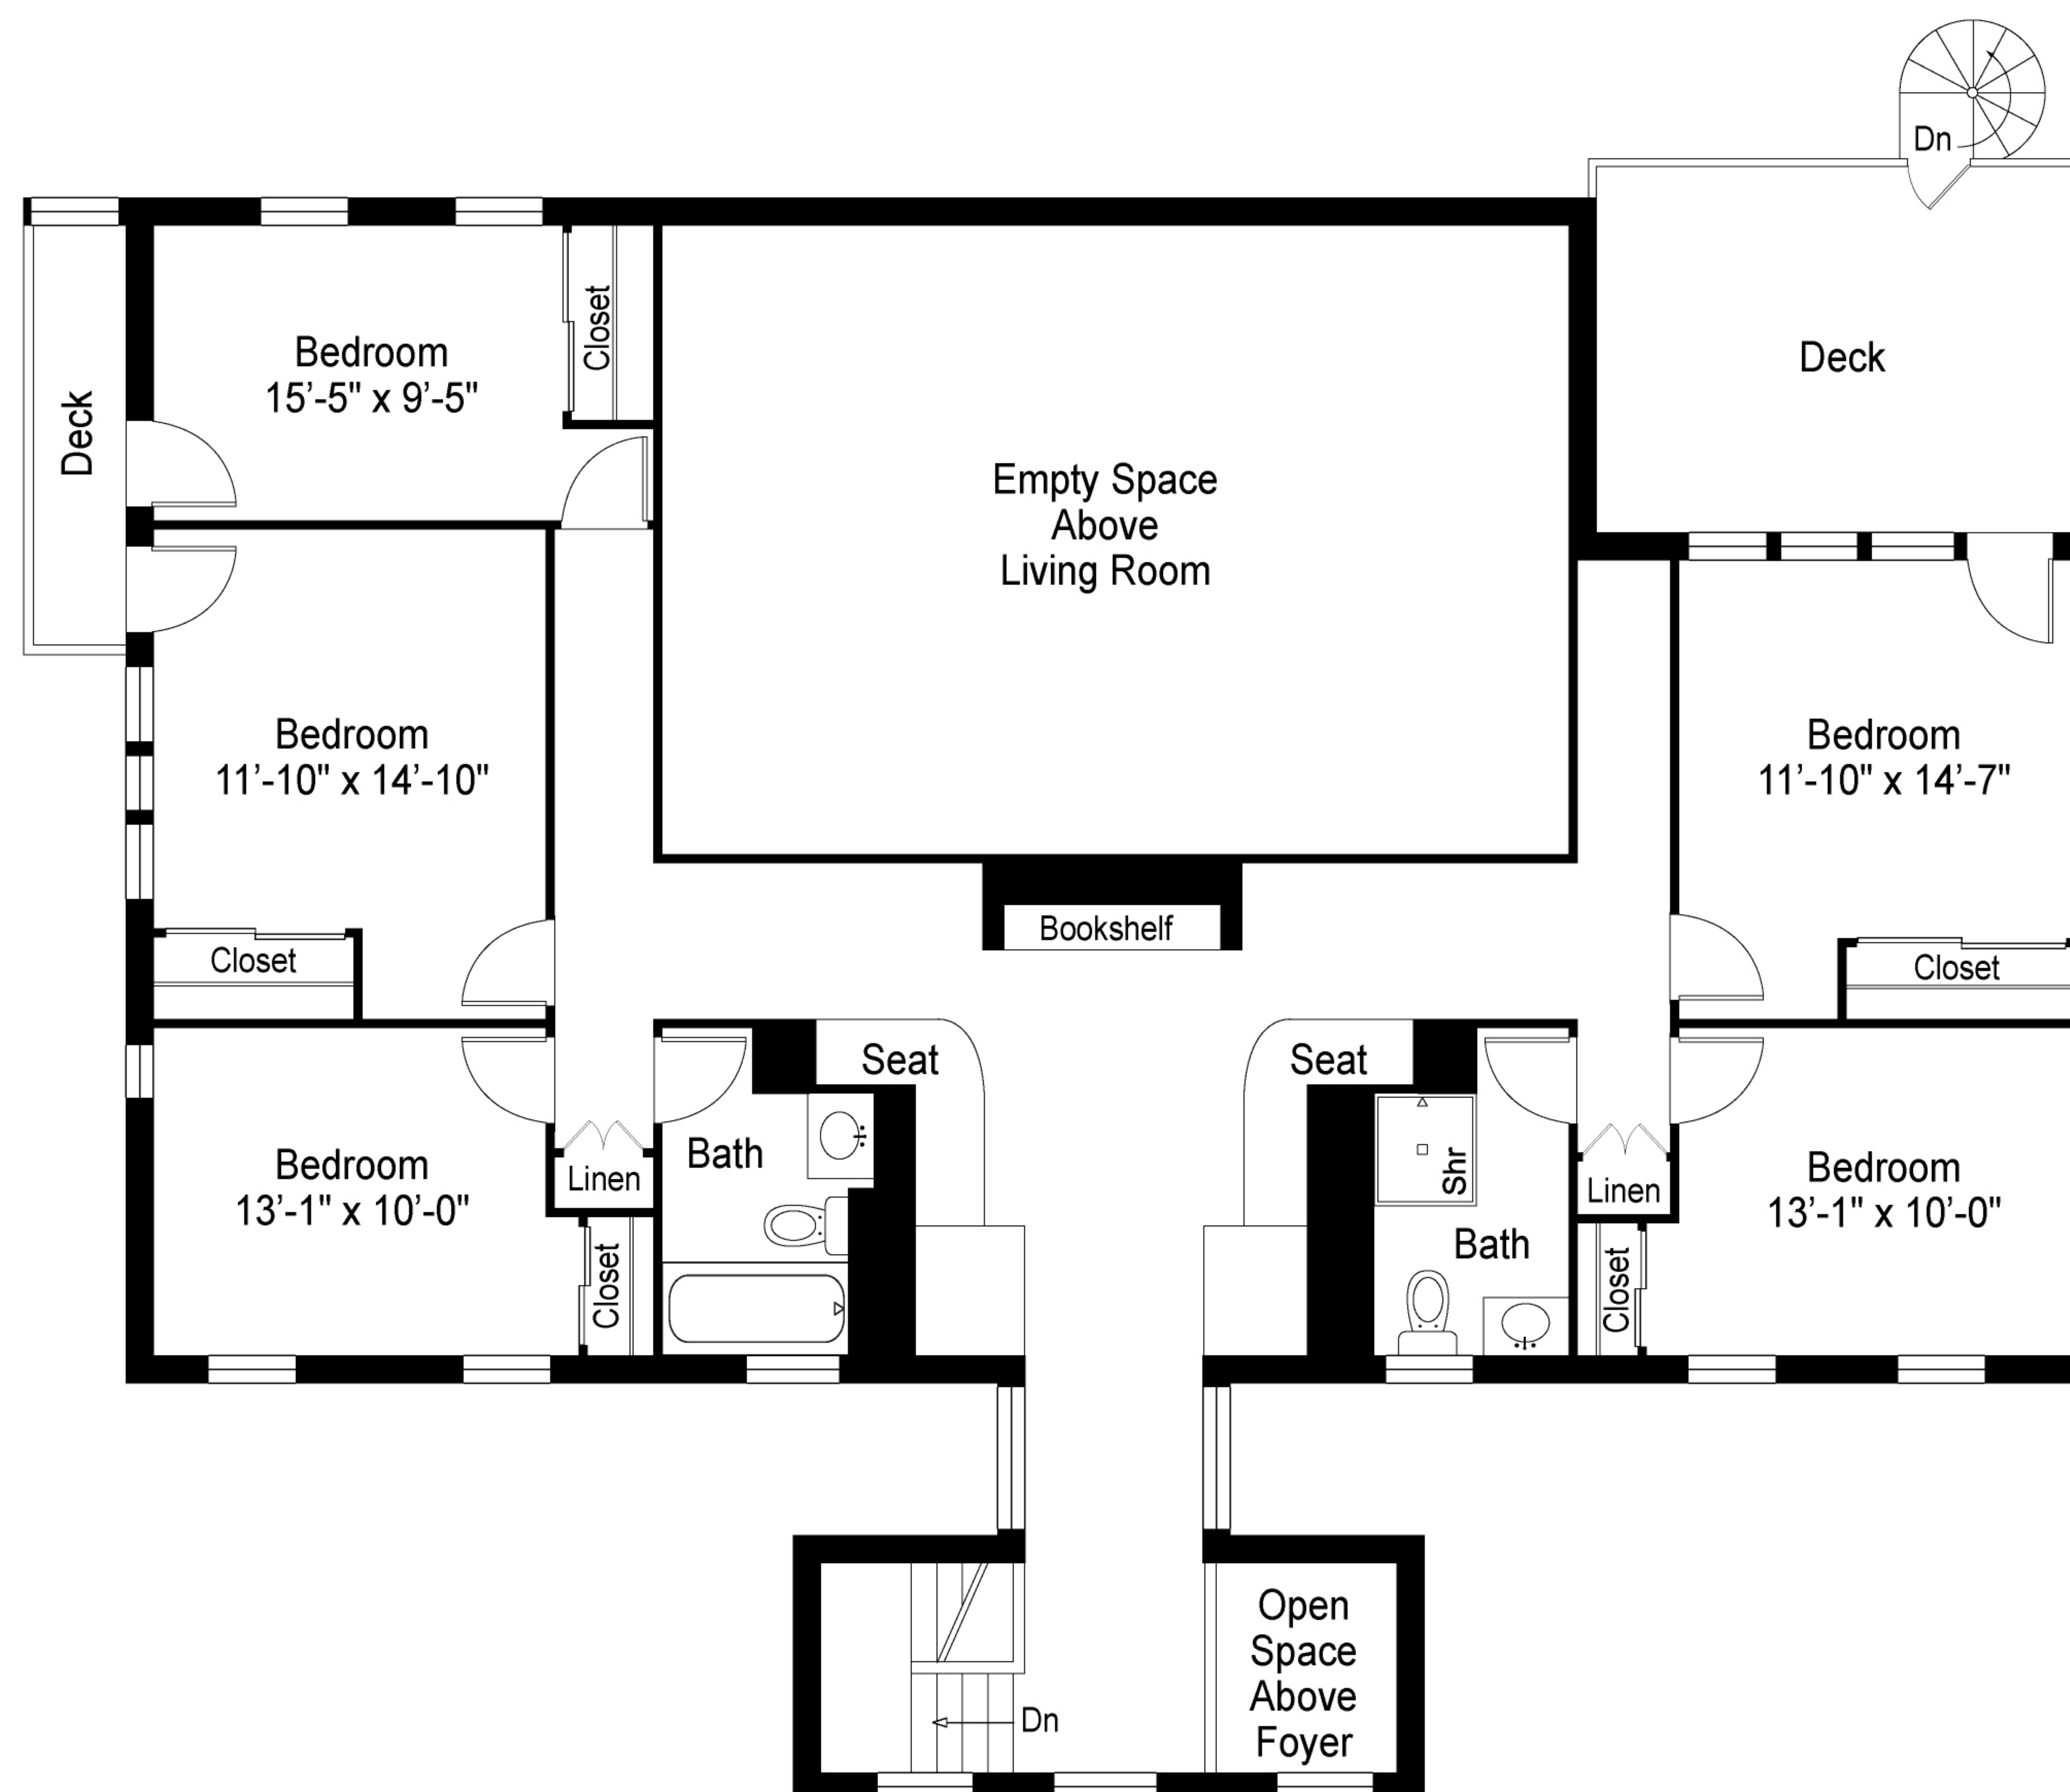 Dn
Bedroom
15’-5" x 9’-5"
Closet
Deck
Deck
Empty Space
Above
Living Room
Bedroom
11’-10" x 14’-10"
Bedroom
11’-10" x 14’-7"
Closet
Bookshelf
Closet
Seat
Seat
Bedroom
13’-1" x 10’-0"
Linen
Bath
Shr
Linen
Bedroom
13’-1" x 10’-0"
Closet
Bath
Closet
Open
Space
Above
Foyer
Dn